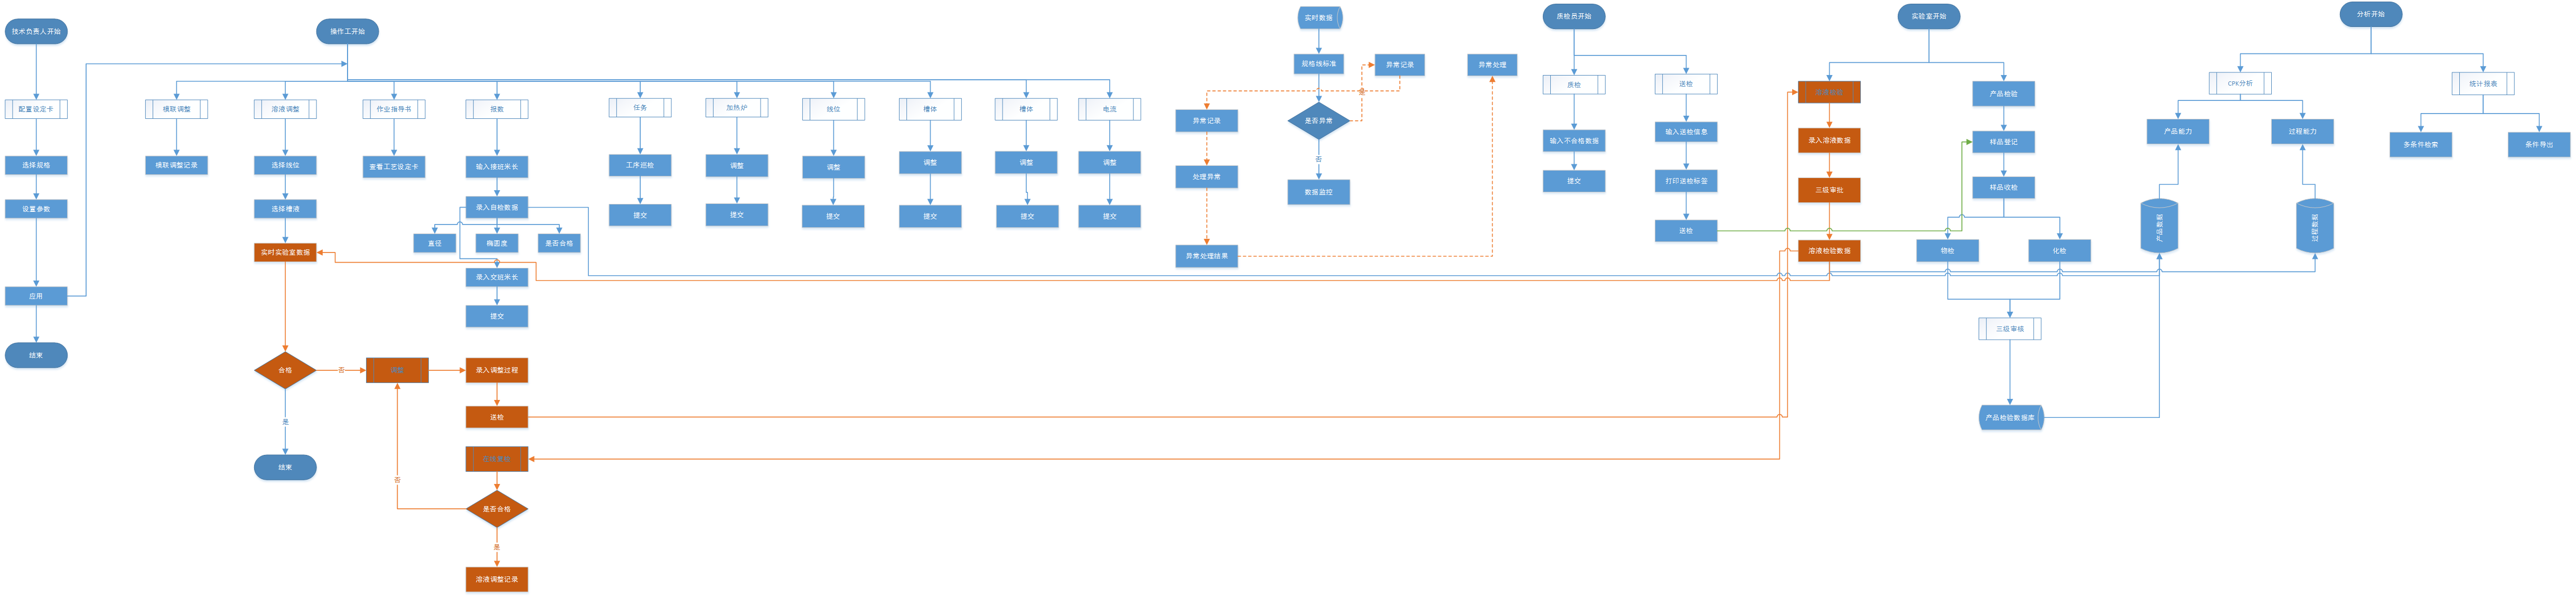 技术负责人开始
操作工开始
实时数据
质检员开始
实验室开始
分析开始
规格线标准
异常记录
异常处理
配置设定卡
横联调整
溶液调整
作业指导书
报数
任务
加热炉
线位
槽体
槽体
电流
异常记录
是否异常
是
质检
送检
产品检验
CPK分析
统计报表
选择规格
横联调整记录
选择线位
查看工艺设定卡
输入接班米长
工序巡检
调整
调整
调整
调整
调整
处理异常
否
数据监控
输入不合格数据
输入送检信息
录入溶液数据
样品登记
产品能力
过程能力
多条件检索
条件导出
设置参数
选择槽液
录入自检数据
提交
提交
提交
提交
提交
提交
提交
打印送检标签
三级审批
样品收检
直径
椭圆度
是否合格
送检
产品数据
过程数据
实时实验室数据
异常处理结果
溶液检验数据
物检
化检
应用
录入交班米长
提交
三级审核
结束
合格
否
调整
录入调整过程
是
送检
产品检验数据库
结束
否
是否合格
是
溶液调整记录